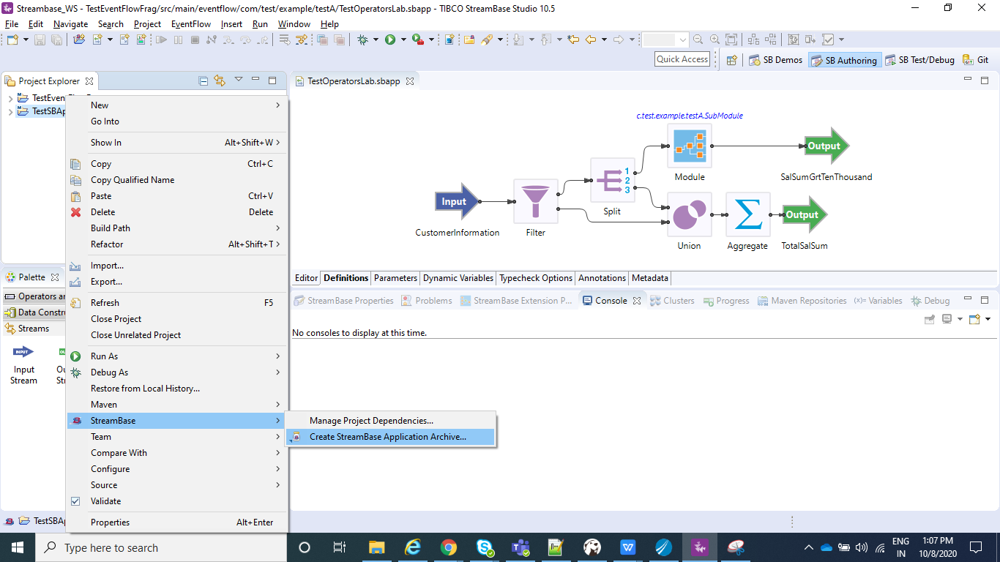 Streambase_WS - TestEventFlowFrag/src/main/eventflow/com/test/example/testA/TestOperatorsLab.sbapp - TIBCO StreamBase Studio 10.5
File Edit Navigate Search Project EventFlow Insert Run Window Help
Quick Access
SB Demos
SB Authoring
SB Test/Debug
Git
Project Explorer
TestSBAp
New
Go Into
Show In Alt+Shift+W
Copy Ctrl+C
Copy Qualified Name
Paste Ctrl+V
Delete Delete
Build Path
Refactor Alt+Shift+T
Import...
Export...
Refresh F5
Close Project
Close Unrelated Project
Run As
Debug As
Restore from Local History...
Maven
StreamBase
Team
Compare With
Configure
Source
Validate
Properties Alt+Enter
Manage Project Dependencies...
Create StreamBase Application Archive...
Palette
Operators an
Data Constru
Streams
INPUT
Input
Stream
OU
Ou
Str
TestSBAp
TestOperatorsLab.sbapp
c.test.example.testA.SubModule
Output
Module
SalSumGrtTenThousand
1
2
3
Input
Split
Output
CustomerInformation
Filter
Union
Aggregate
TotalSalSum
Editor Definitions Parameters Dynamic Variables Typecheck Options Annotations Metadata
StreamBase Properties Problems StreamBase Extension P... Console Clusters Progress Maven Repositories (x)= Variables Debug
No consoles to display at this time.
Type here to search
ENG
IN
1:07 PM
10/8/2020